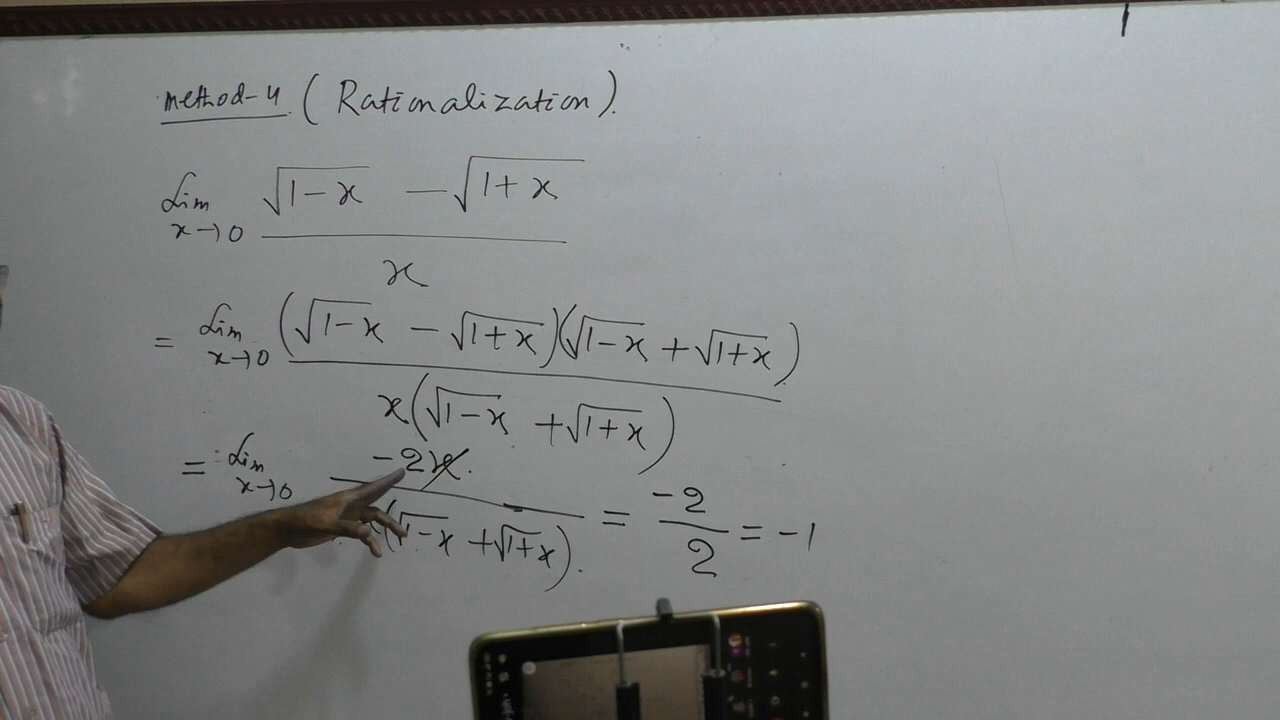 method-4 (Rationalization).
Lim x→0 (√(1-x) - √(1+x)) / x
= Lim x→0 (√(1-x) - √(1+x))(√(1-x) + √(1+x)) / x(√(1-x) + √(1+x))
= Lim x→0 -2x / (√(1-x) + √(1+x)) = -2/2 = -1